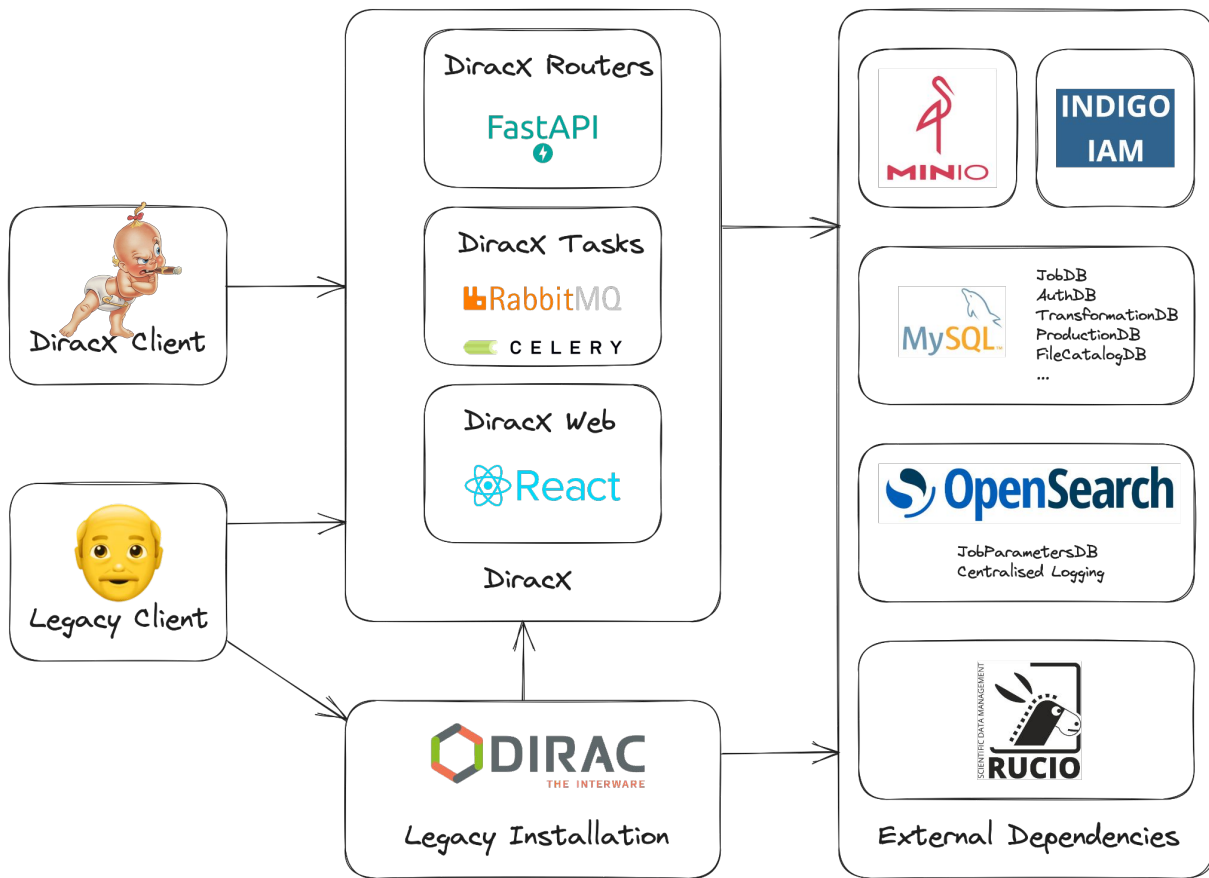 DiracX Client
Legacy Client
DiracX Routers
FastAPI
DiracX Tasks
RabbitMQ
CELERY
DiracX Web
React
DiracX
DIRAC
THE INTERWARE
Legacy Installation
MINIO
INDIGO
IAM
MySQL™
JobDB
AuthDB
TransformationDB
ProductionDB
FileCatalogDB
...
OpenSearch
JobParametersDB
Centralised Logging
SCIENTIFIC DATA MANAGEMENT
RUCIO
External Dependencies